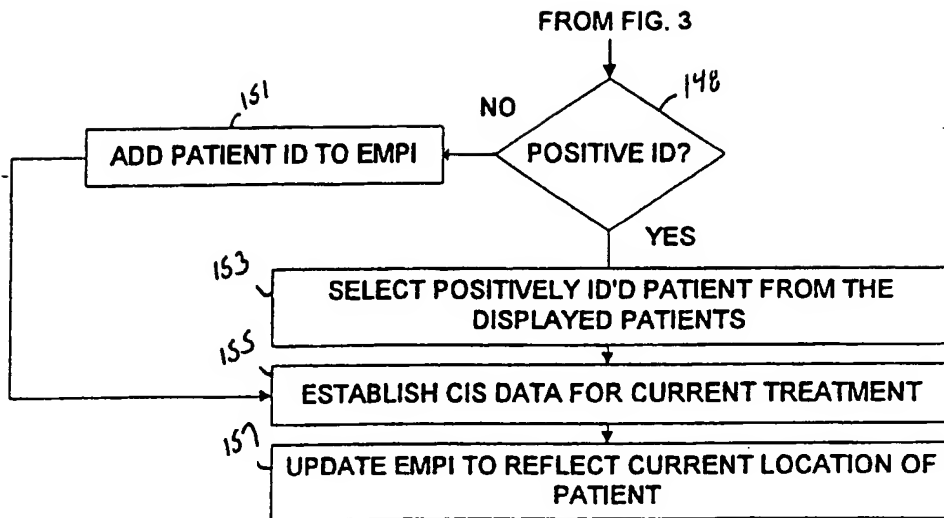 FROM FIG. 3
148
NO
POSITIVE ID?
151
ADD PATIENT ID TO EMPI
YES
153
SELECT POSITIVELY ID'D PATIENT FROM THE
DISPLAYED PATIENTS
155
ESTABLISH CIS DATA FOR CURRENT TREATMENT
157
UPDATE EMPI TO REFLECT CURRENT LOCATION OF
PATIENT